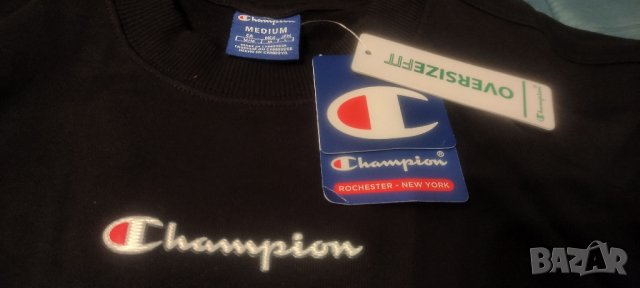 Champion
MEDIUM
OVERSIZEFIT
Champion
Champion®
ROCHESTER - NEW YORK
Champion
BAZAR